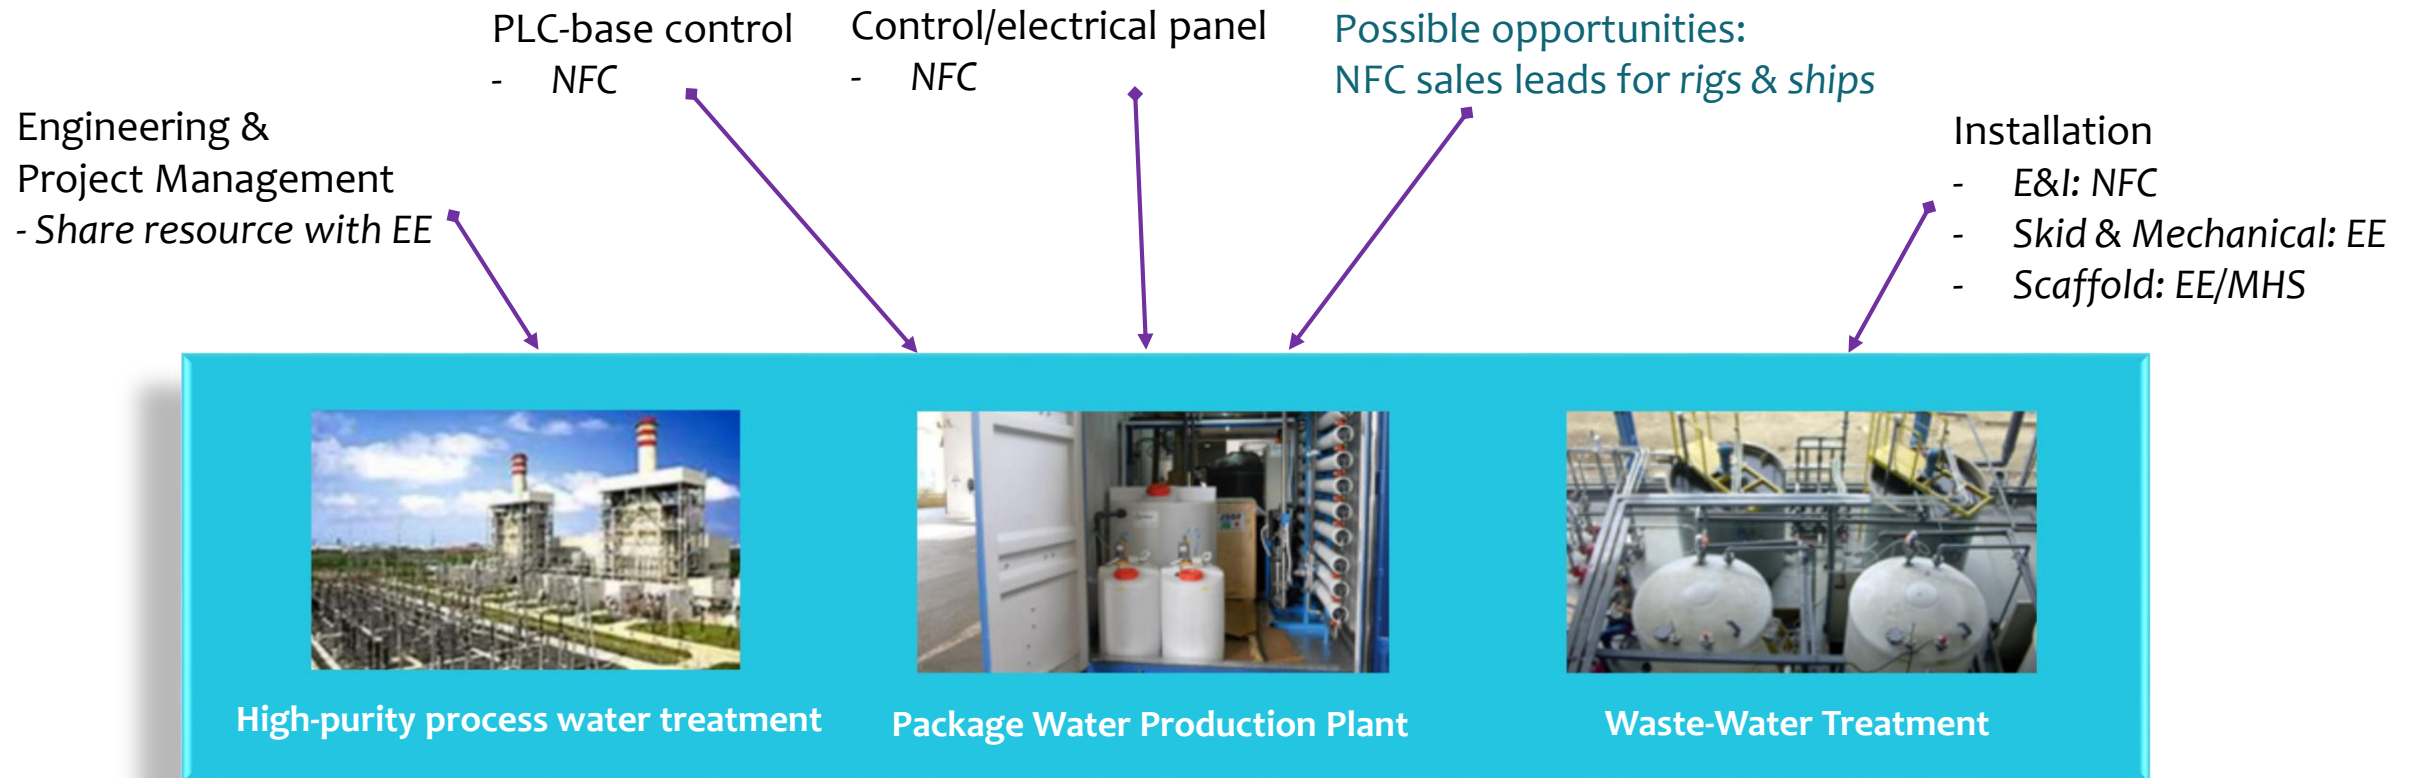 PLC-base control
- NFC
Control/electrical panel
- NFC
Possible opportunities:
NFC sales leads for rigs & ships
Engineering &
Project Management
- Share resource with EE
Installation
- E&I: NFC
- Skid & Mechanical: EE
- Scaffold: EE/MHS
High-purity process water treatment
Package Water Production Plant
Waste-Water Treatment